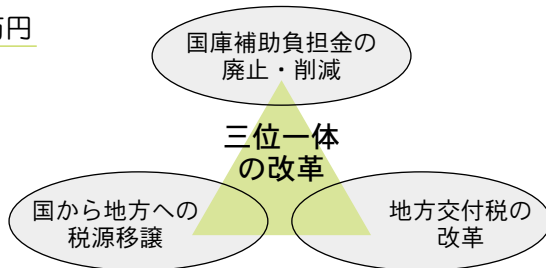 万円
国庫補助負担金の
廃止・削減
三位一体
の改革
国から地方への
税源移譲
地方交付税の
改革